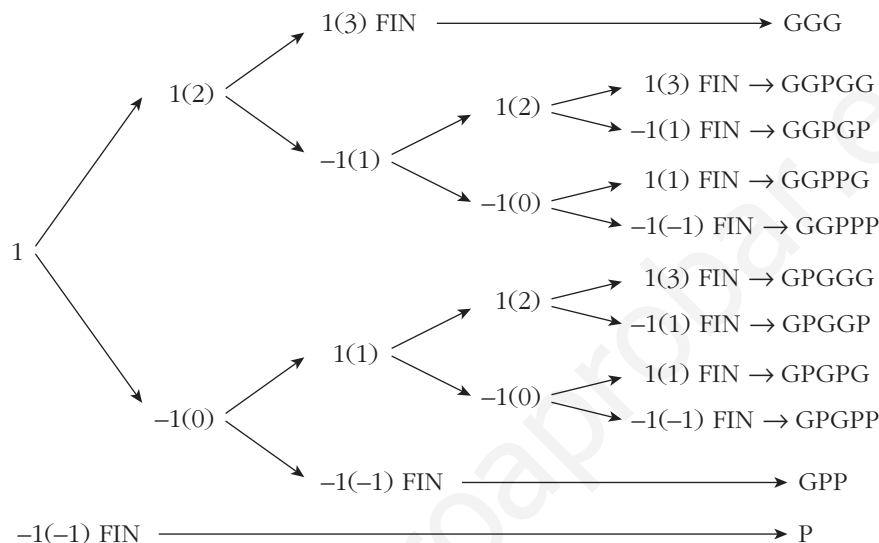 1(3) FIN → GGG
1(2)
1(3) FIN → GGPGG
1(2)
–1(1) FIN → GGPGP
–1(1)
1(1) FIN → GGPPG
–1(0)
–1(–1) FIN → GGPPP
1
1(3) FIN → GPGGG
1(2)
–1(1) FIN → GPGGP
1(1)
1(1) FIN → GPGPG
–1(0)
–1(0)
–1(–1) FIN → GPGPP
–1(–1) FIN → GPP
–1(–1) FIN → P